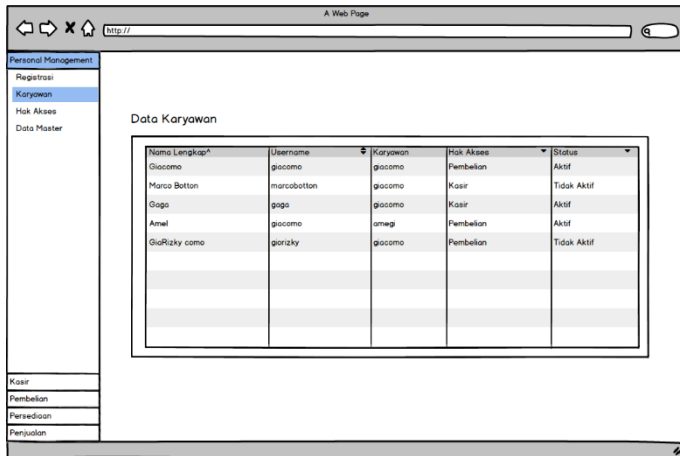 A Web Page
http://
Personal Management
Registrasi
Karyawan
Hak Akses
Data Master
Data Karyawan
Nama Lengkap^ Username Karyawan Hak Akses Status
Giacomo giacomo giacomo Pembelian Aktif
Marco Botton marcobotton giacomo Kasir Tidak Aktif
Gaga gaga giacomo Kasir Aktif
Amel giacomo amegi Pembelian Aktif
GiaRizky como giorizky giacomo Pembelian Tidak Aktif
Kasir
Pembelian
Persediaan
Penjualan